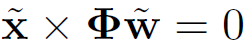 x̃ × Φw̃ = 0